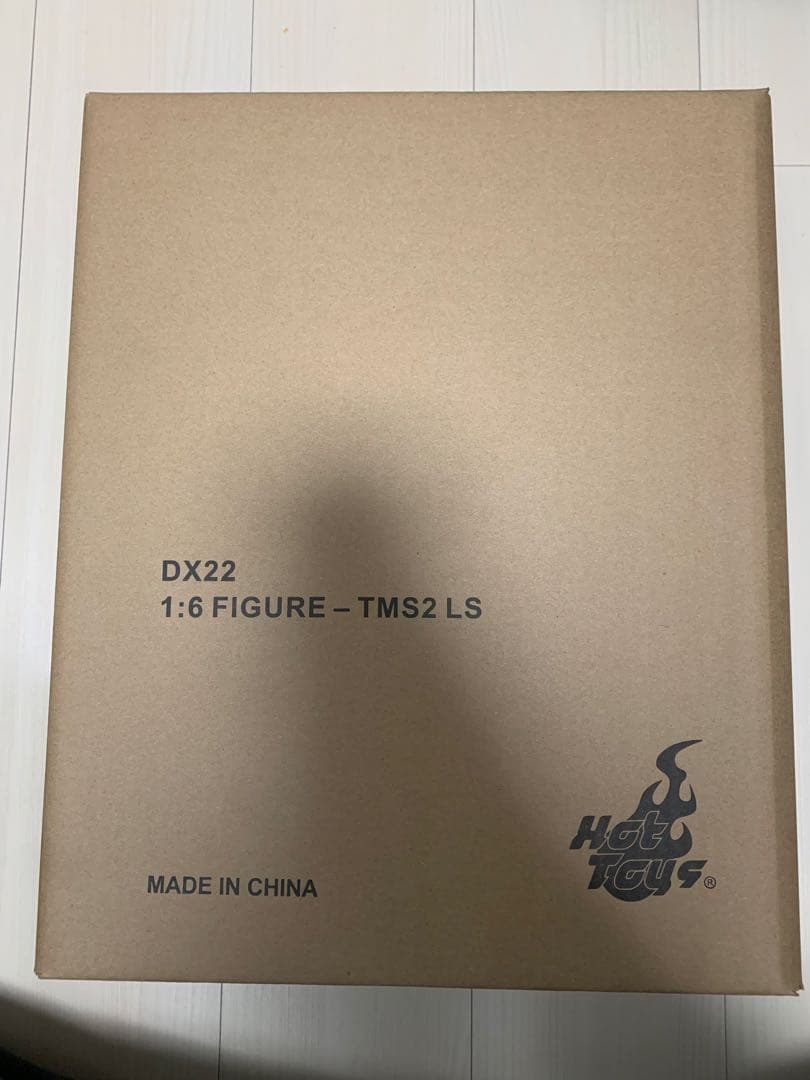 DX22
1:6 FIGURE – TMS2 LS
Hot
Toys®
MADE IN CHINA